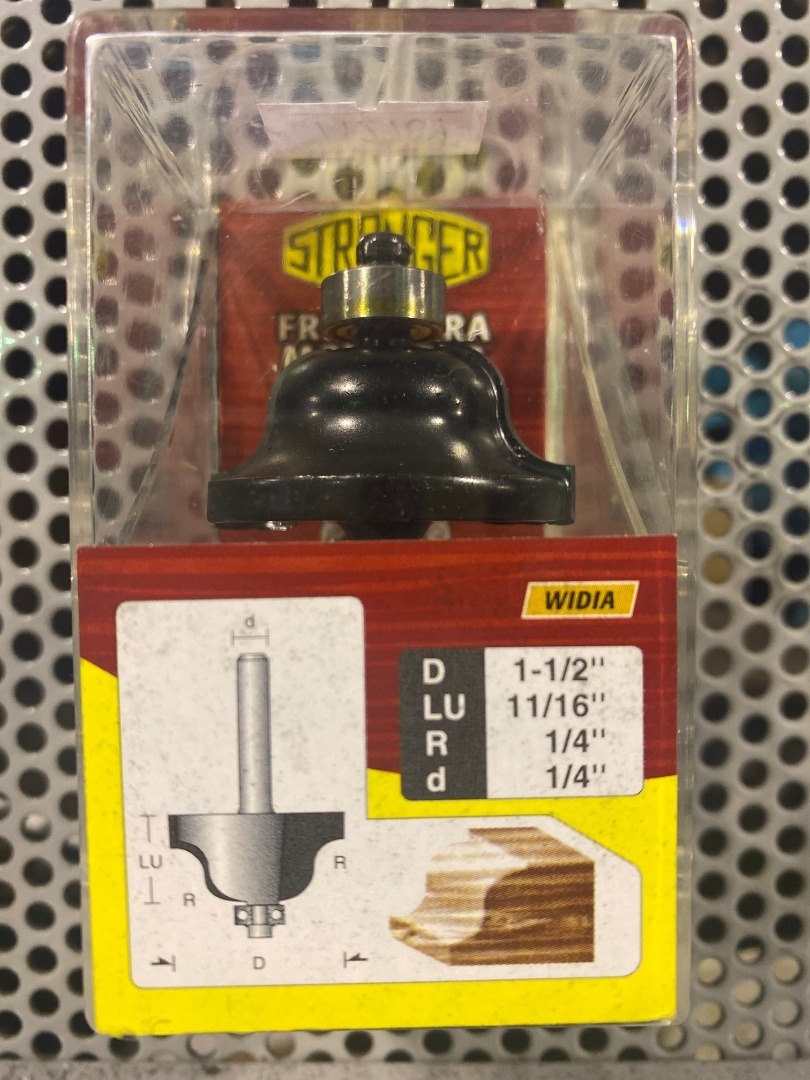 STRONGER
WIDIA
d
D 1-1/2"
LU 11/16"
R 1/4"
d 1/4"
LU
R
R
D